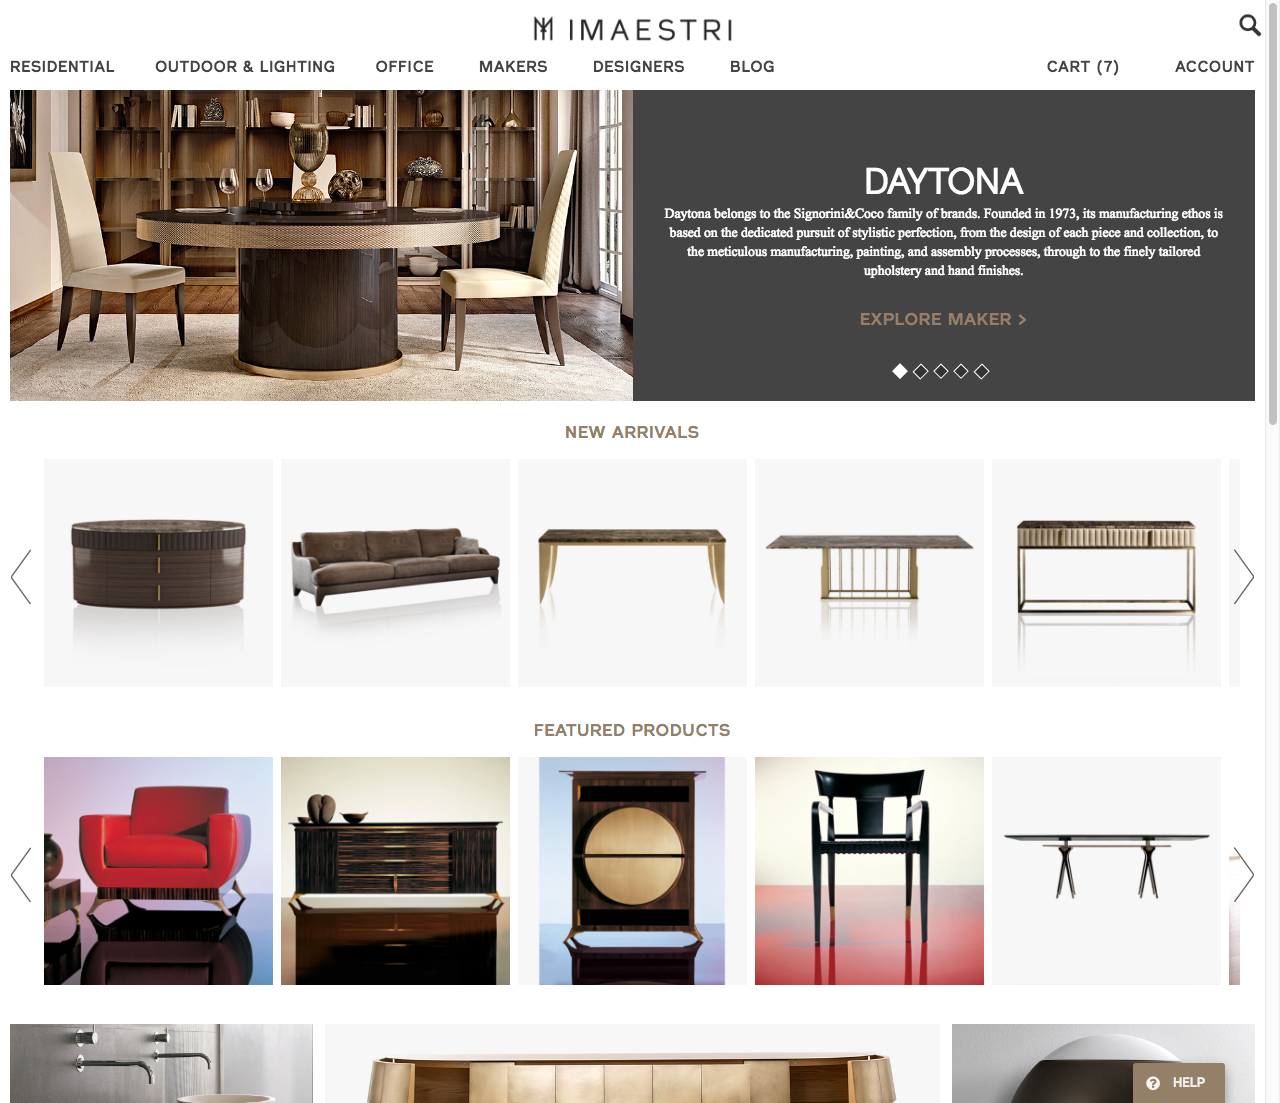 IMAESTRI
RESIDENTIAL
OUTDOOR & LIGHTING
OFFICE
MAKERS
DESIGNERS
BLOG
CART (7)
ACCOUNT
DAYTONA
Daytona belongs to the Signorini&Coco family of brands. Founded in 1973, its manufacturing ethos is
based on the dedicated pursuit of stylistic perfection, from the design of each piece and collection, to
the meticulous manufacturing, painting, and assembly processes, through to the finely tailored
upholstery and hand finishes.
EXPLORE MAKER >
NEW ARRIVALS
FEATURED PRODUCTS
HELP